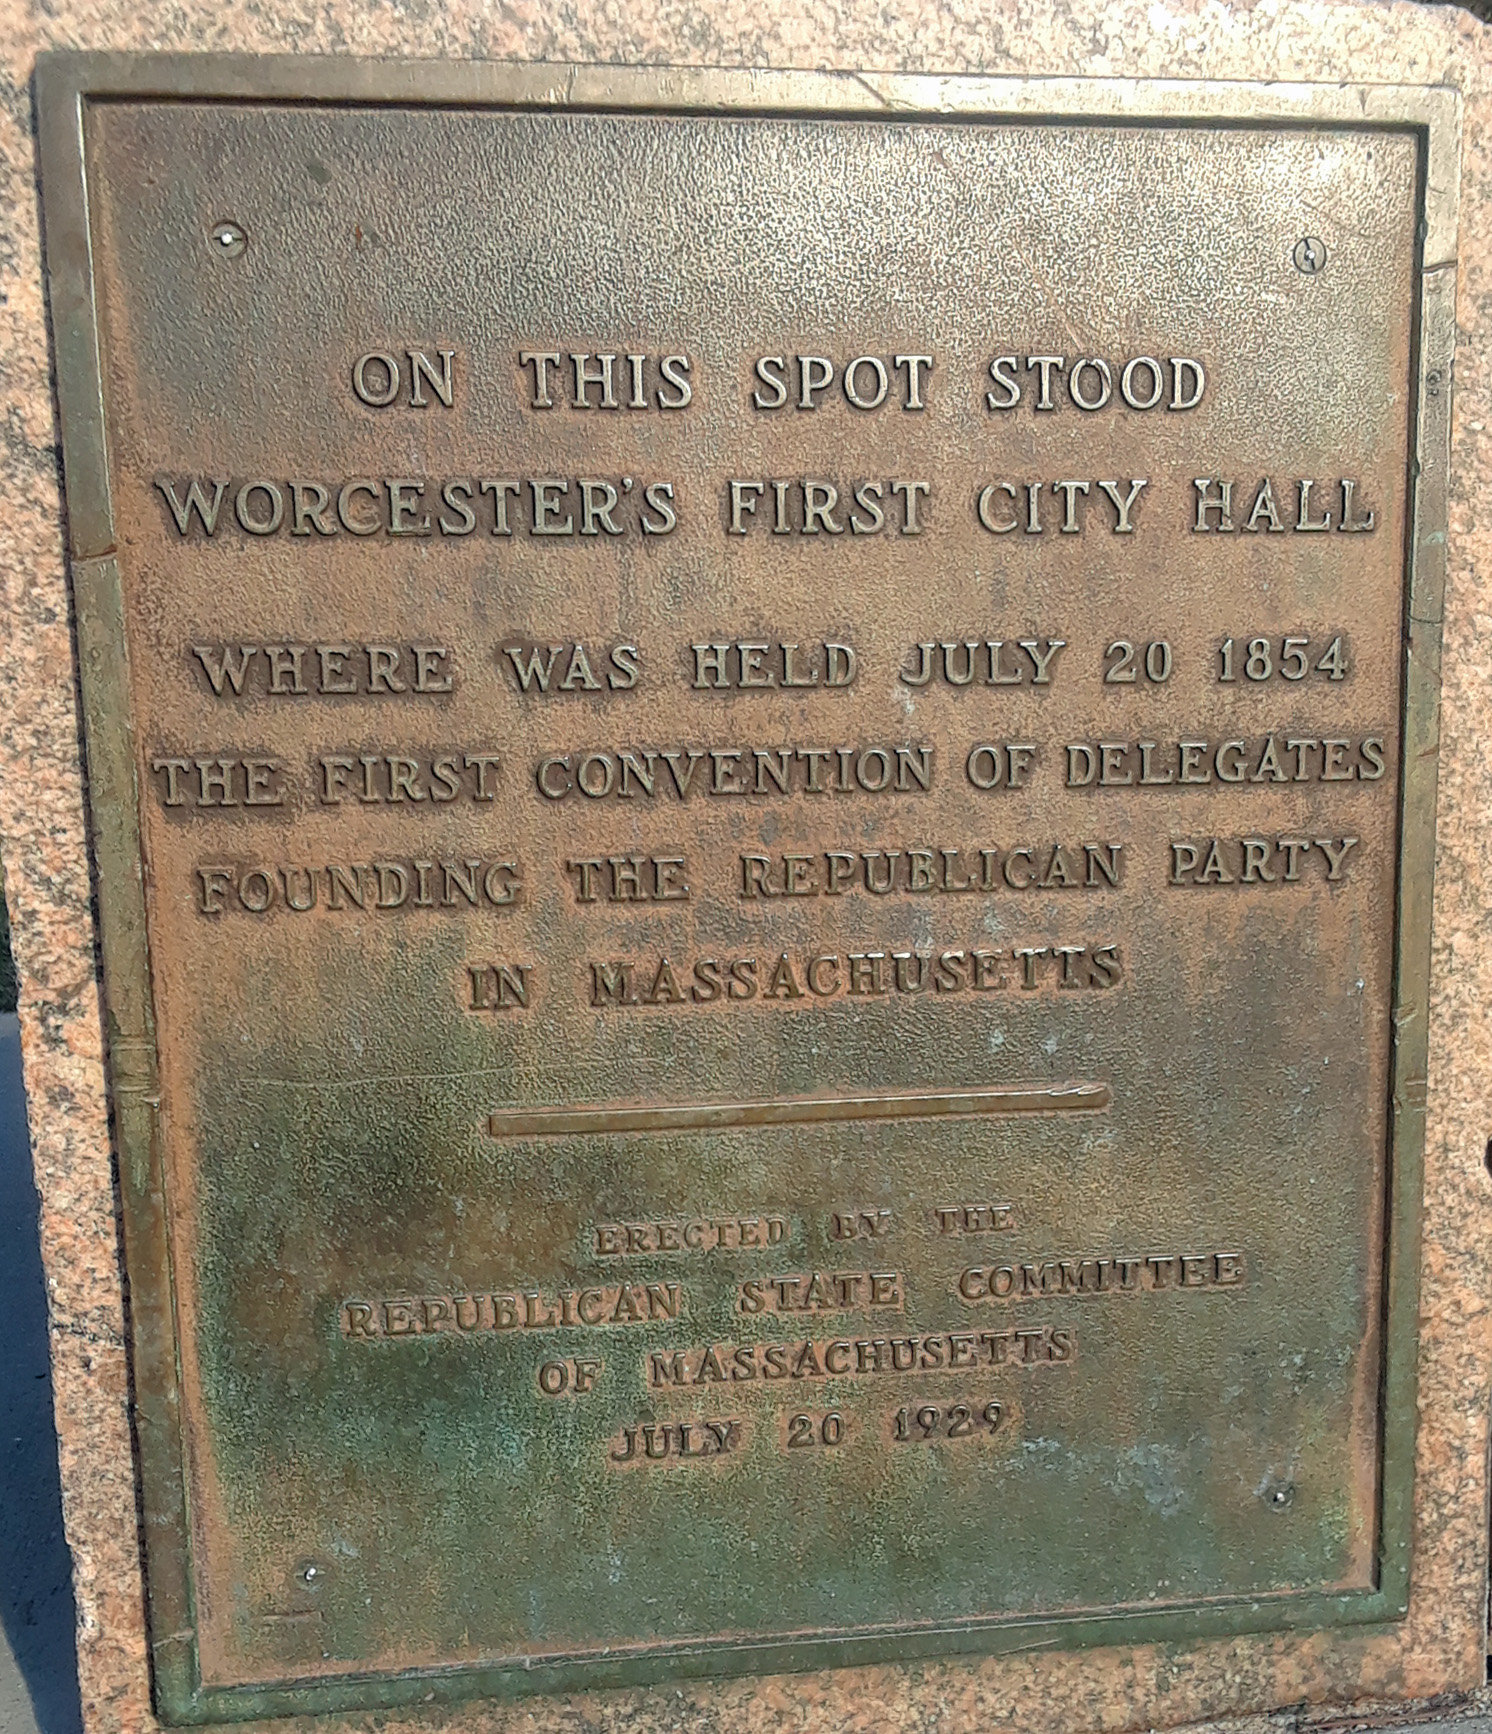 ON THIS SPOT STOOD
WORCESTER'S FIRST CITY HALL
WHERE WAS HELD JULY 20 1854
THE FIRST CONVENTION OF DELEGATES
FOUNDING THE REPUBLICAN PARTY
IN MASSACHUSETTS
ERECTED BY THE
REPUBLICAN STATE COMMITTEE
OF MASSACHUSETTS
JULY 20 1929